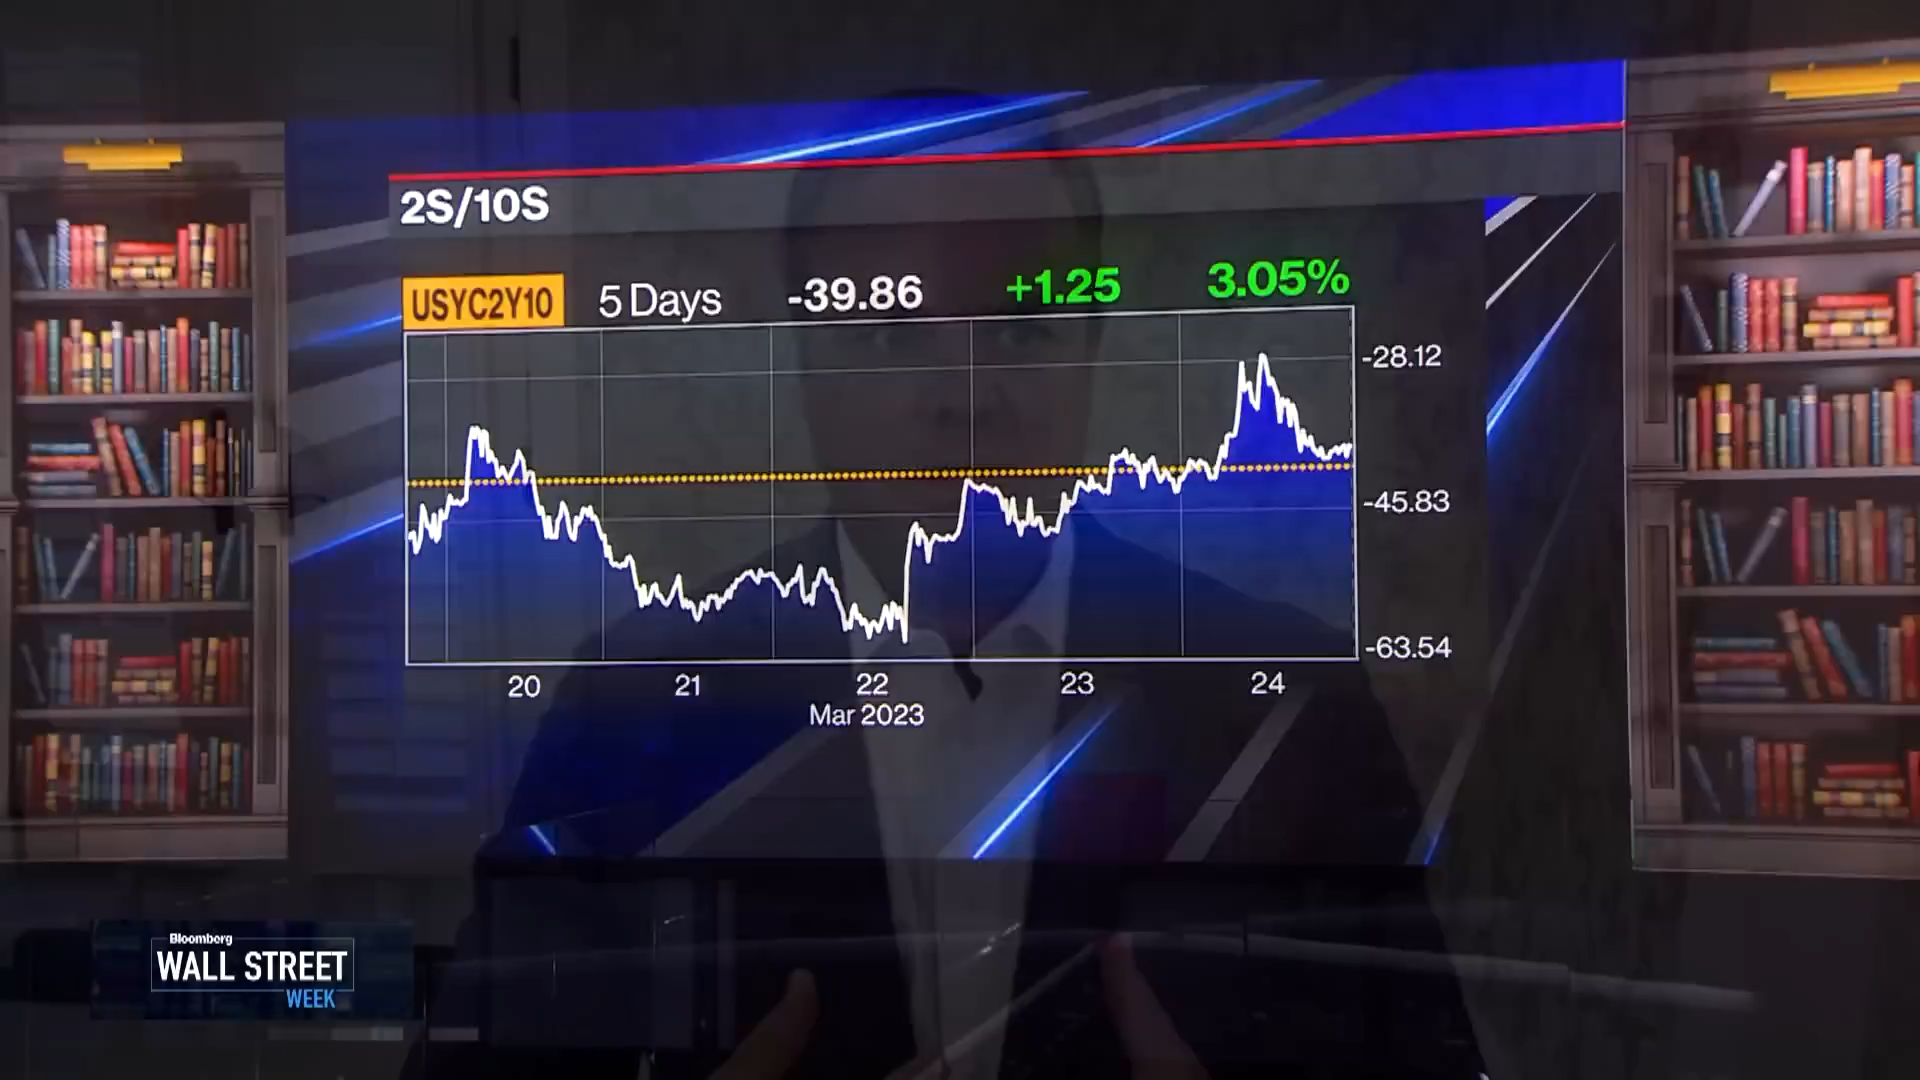 2S/10S
USYC2Y10 5 Days -39.86 +1.25 3.05%
-28.12
-45.83
-63.54
20 21 22 23 24
Mar 2023
Bloomberg
WALL STREET
WEEK